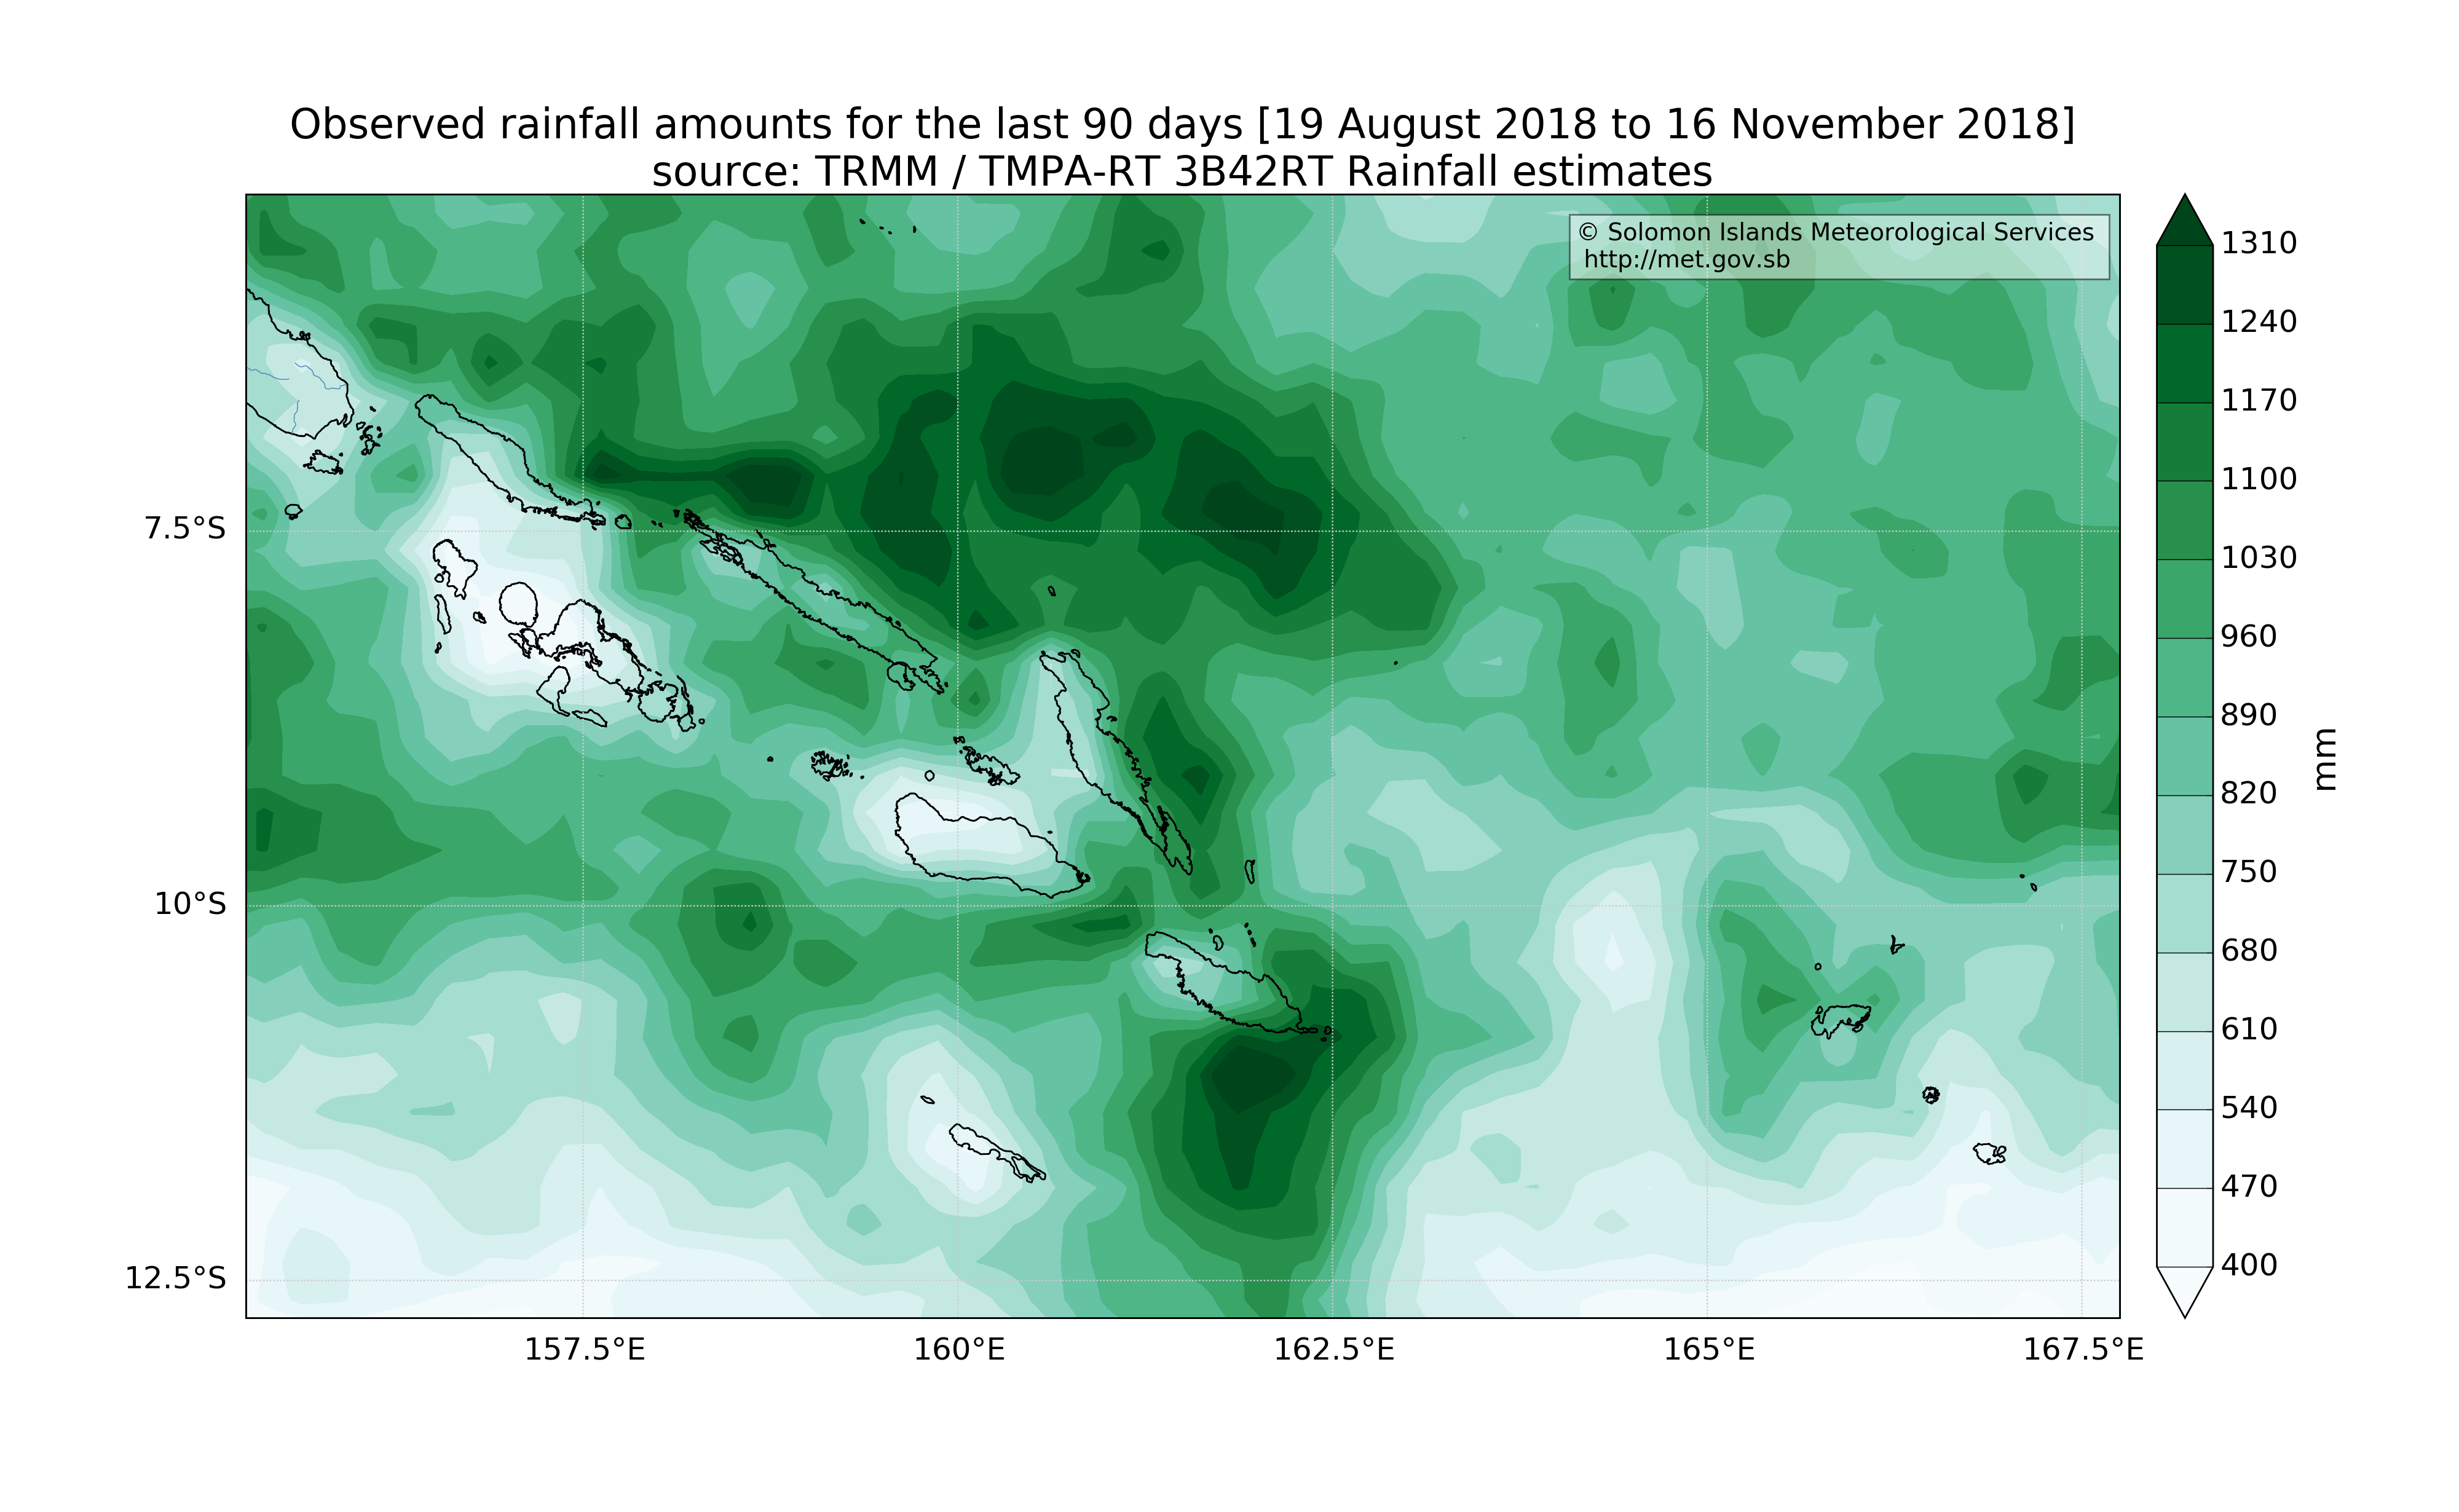 Observed rainfall amounts for the last 90 days [19 August 2018 to 16 November 2018]
source: TRMM / TMPA-RT 3B42RT Rainfall estimates
© Solomon Islands Meteorological Services
http://met.gov.sb
7.5°S
10°S
12.5°S
157.5°E
160°E
162.5°E
165°E
167.5°E
1310
1240
1170
1100
1030
960
890
820
750
680
610
540
470
400
mm